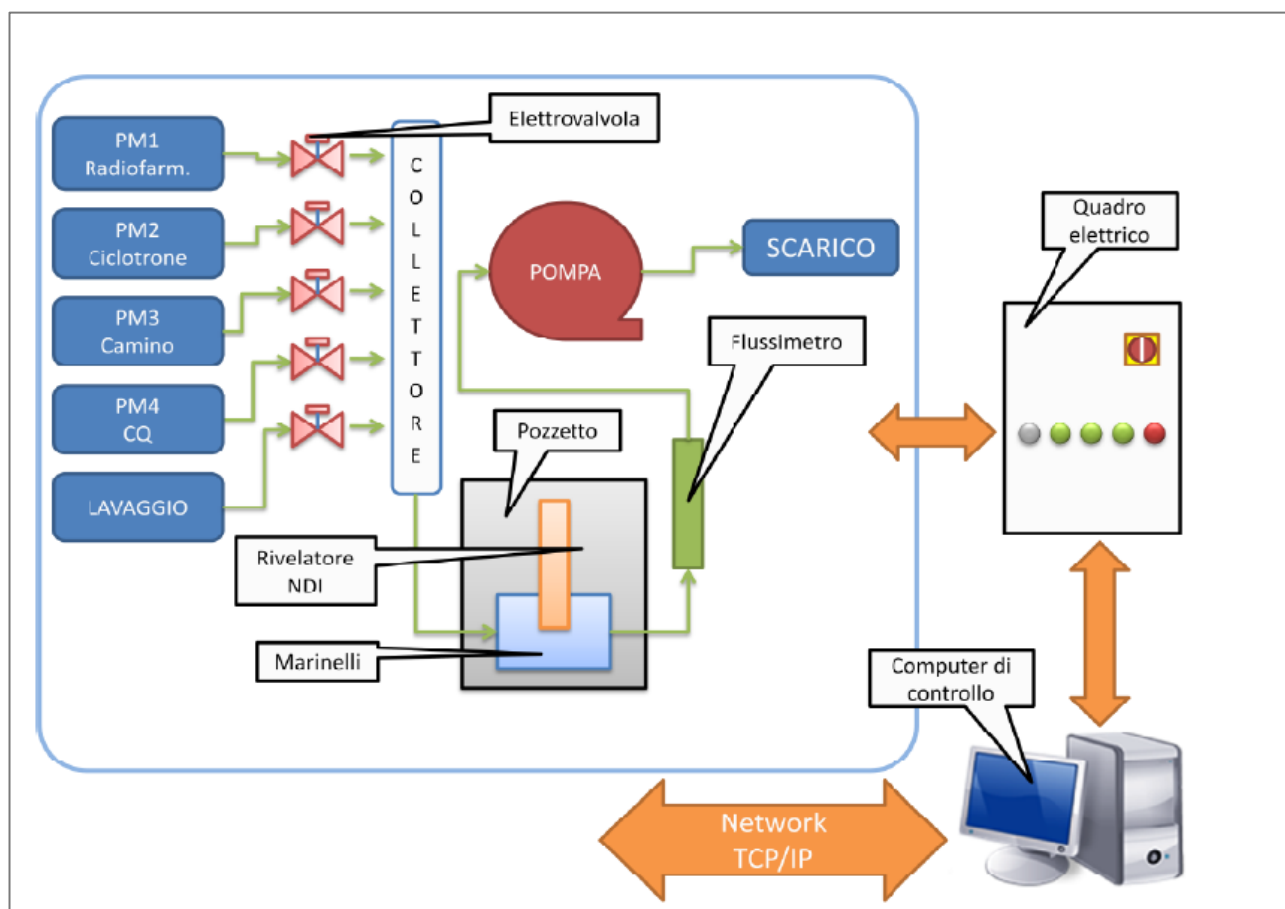 Elettrovalvola
PM1
Radiofarm.
PM2
Ciclotrone
PM3
Camino
PM4
CQ
LAVAGGIO
C
O
L
L
E
T
T
O
R
E
POMPA
SCARICO
Flussimetro
Pozzetto
Rivelatore
NDI
Marinelli
Quadro
elettrico
Computer di
controllo
Network
TCP/IP